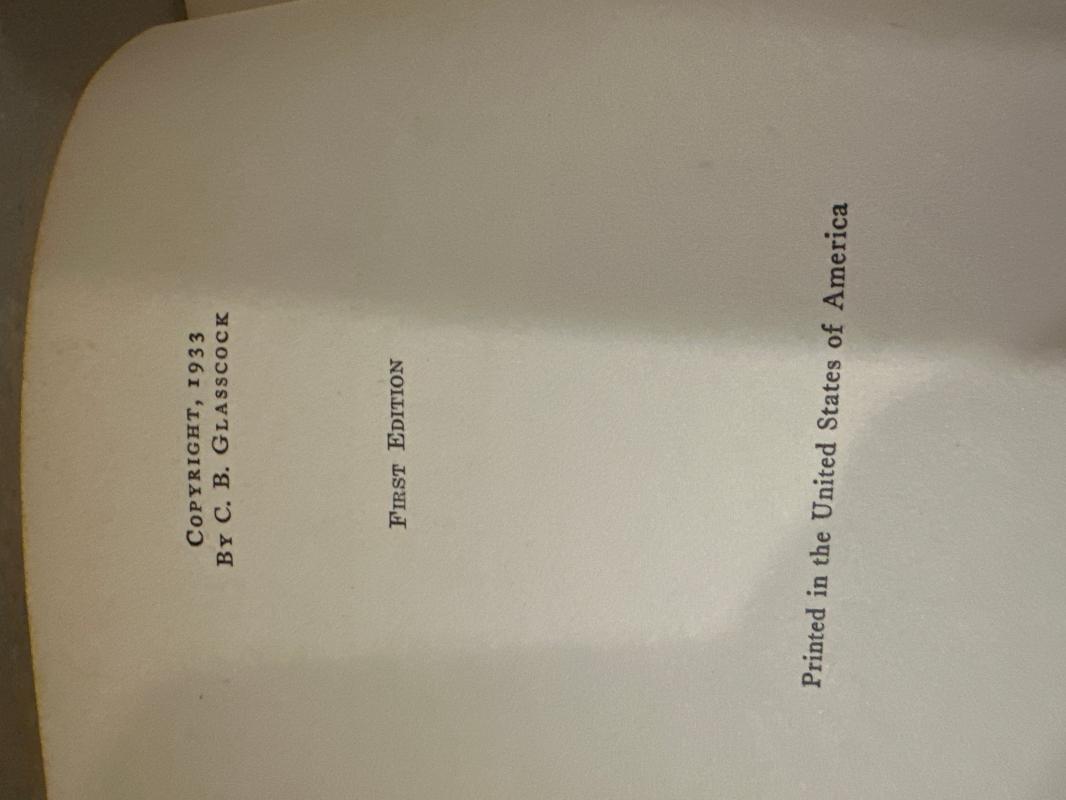 Copyright, 1933
By C. B. Glasscock
First Edition
Printed in the United States of America